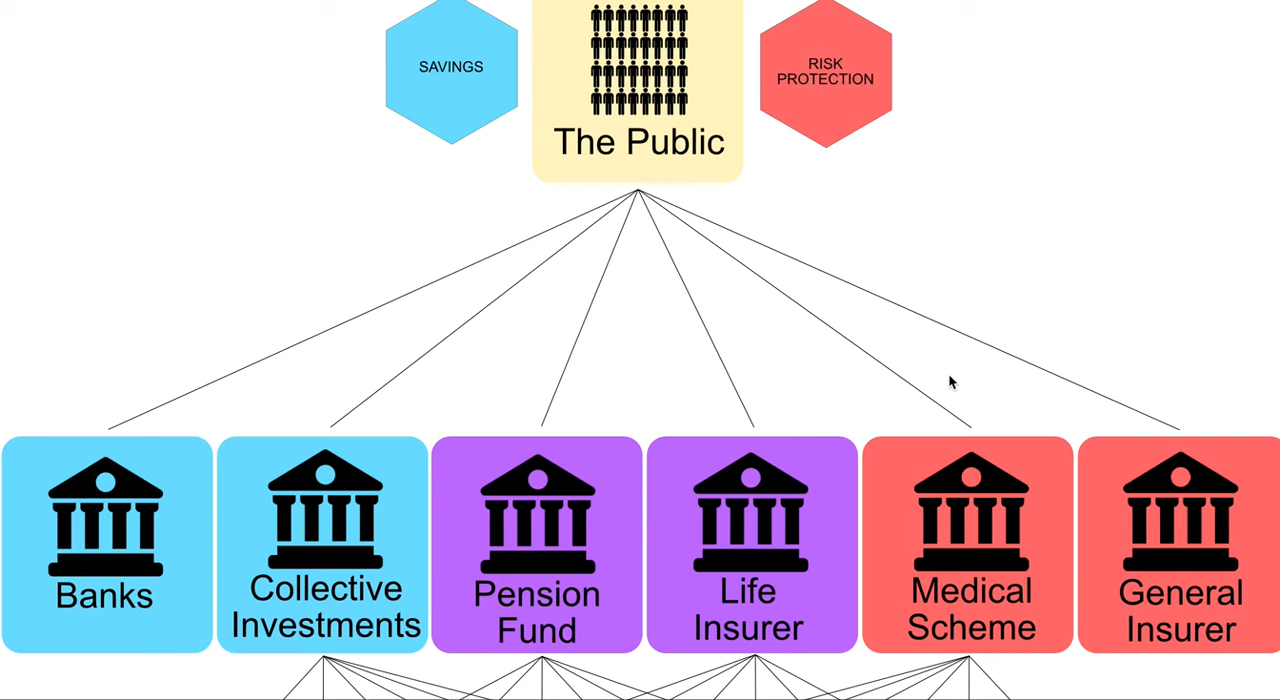 SAVINGS
RISK
PROTECTION
The Public
Banks
Collective
Investments
Pension
Fund
Life
Insurer
Medical
Scheme
General
Insurer